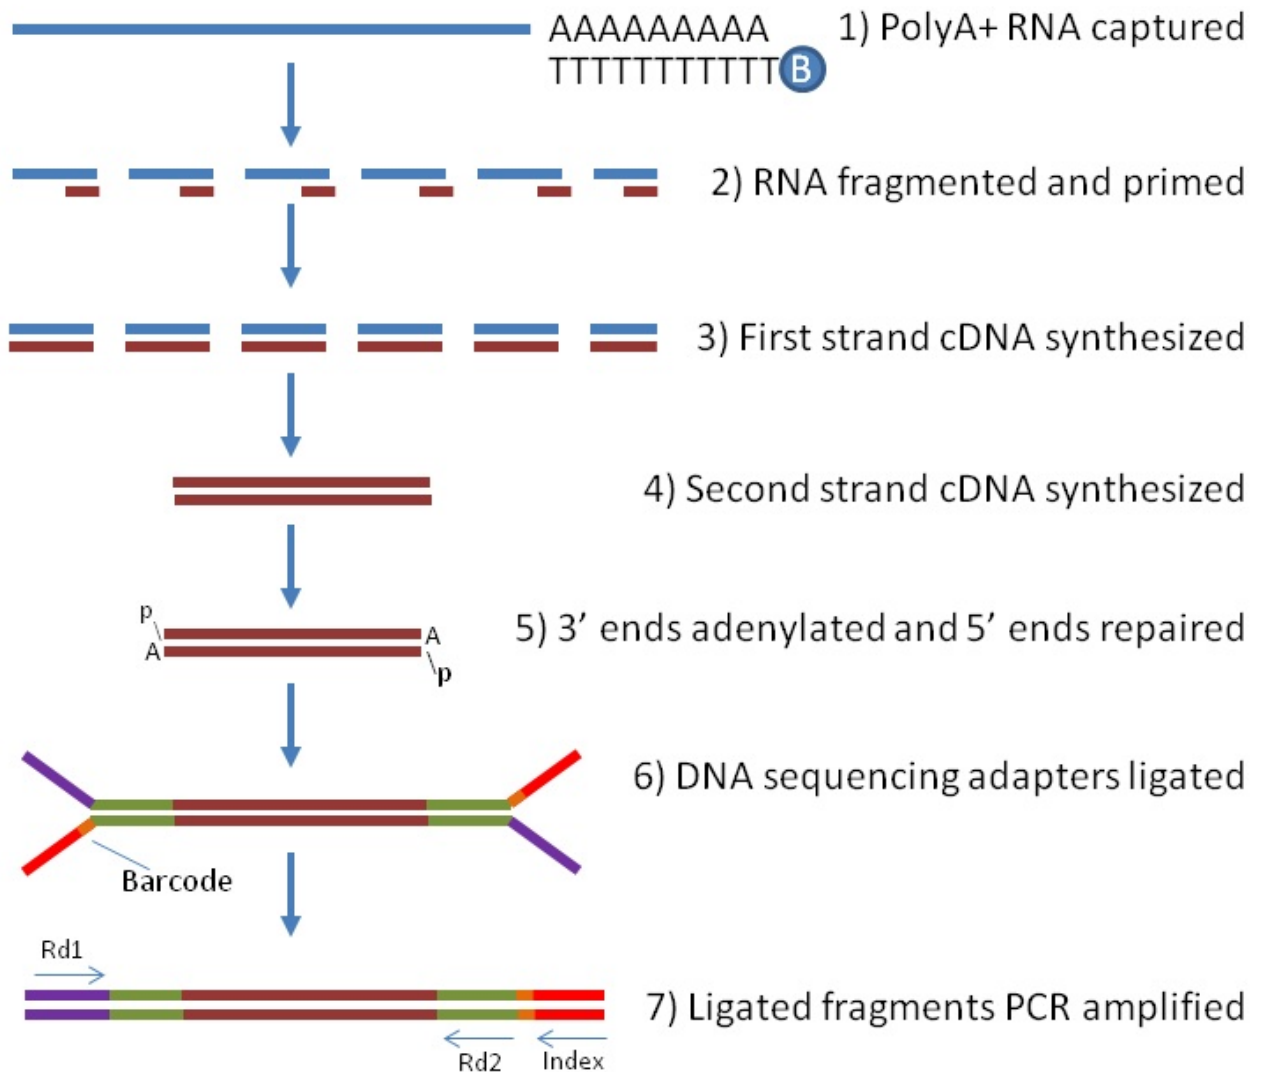 AAAAAAAAA 1) PolyA+ RNA captured
TTTTTTTTTTT B
2) RNA fragmented and primed
3) First strand cDNA synthesized
4) Second strand cDNA synthesized
p
A A
p
5) 3’ ends adenylated and 5’ ends repaired
6) DNA sequencing adapters ligated
Barcode
Rd1
7) Ligated fragments PCR amplified
Rd2 Index